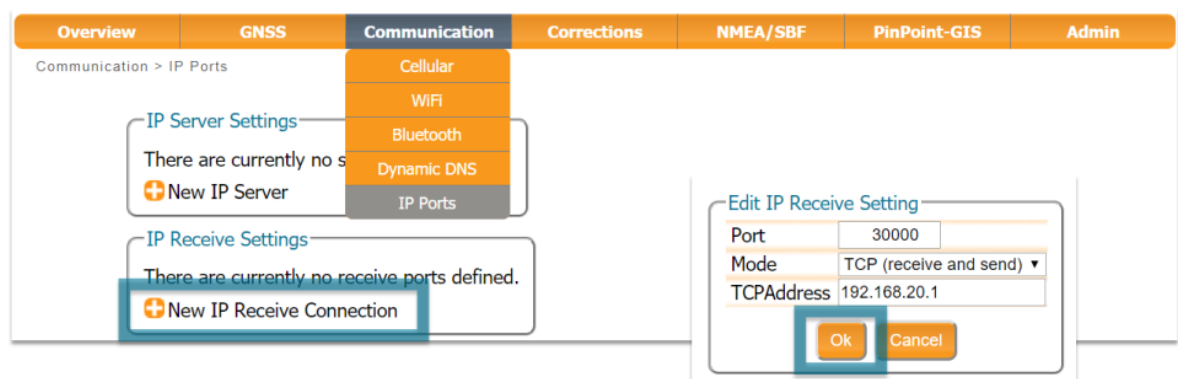 Overview GNSS Communication Corrections NMEA/SBF PinPoint-GIS Admin
Communication > IP Ports
Cellular
WiFi
Bluetooth
Dynamic DNS
IP Ports
IP Server Settings
There are currently no s
New IP Server
IP Receive Settings
There are currently no receive ports defined.
New IP Receive Connection
Edit IP Receive Setting
Port 30000
Mode TCP (receive and send)
TCPAddress 192.168.20.1
Ok Cancel